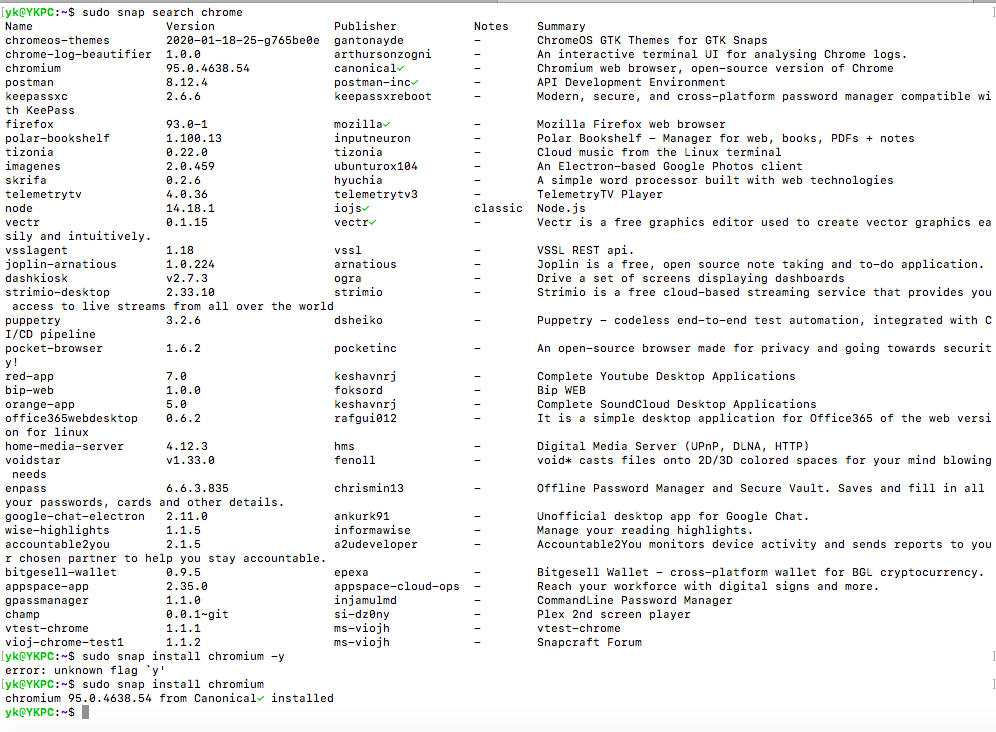 [yk@YKPC:~$ sudo snap search chrome ]
Name Version Publisher Notes Summary
chromeos-themes 2020-01-18-25-g765be0e gantonayde – ChromeOS GTK Themes for GTK Snaps
chrome-log-beautifier 1.0.0 arthursonzogni – An interactive terminal UI for analysing Chrome logs.
chromium 95.0.4638.54 canonical✓ – Chromium web browser, open-source version of Chrome
postman 8.12.4 postman-inc✓ – API Development Environment
keepassxc 2.6.6 keepassxreboot – Modern, secure, and cross-platform password manager compatible wi
th KeePass
firefox 93.0-1 mozilla✓ – Mozilla Firefox web browser
polar-bookshelf 1.100.13 inputneuron – Polar Bookshelf - Manager for web, books, PDFs + notes
tizonia 0.22.0 tizonia – Cloud music from the Linux terminal
imagenes 2.0.459 ubunturox104 – An Electron-based Google Photos client
skrifa 0.2.6 hyuchia – A simple word processor built with web technologies
telemetrytv 4.0.36 telemetrytv3 – TelemetryTV Player
node 14.18.1 iojs✓ classic Node.js
vectr 0.1.15 vectr✓ – Vectr is a free graphics editor used to create vector graphics ea
sily and intuitively.
vsslagent 1.18 vssl – VSSL REST api.
joplin-arnatious 1.0.224 arnatious – Joplin is a free, open source note taking and to-do application.
dashkiosk v2.7.3 ogra – Drive a set of screens displaying dashboards
strimio-desktop 2.33.10 strimio – Strimio is a free cloud-based streaming service that provides you
access to live streams from all over the world
puppetry 3.2.6 dsheiko – Puppetry – codeless end-to-end test automation, integrated with C
I/CD pipeline
pocket-browser 1.6.2 pocketinc – An open-source browser made for privacy and going towards securit
y!
red-app 7.0 keshavnrj – Complete Youtube Desktop Applications
bip-web 1.0.0 foksord – Bip WEB
orange-app 5.0 keshavnrj – Complete SoundCloud Desktop Applications
office365webdesktop 0.6.2 rafgui012 – It is a simple desktop application for Office365 of the web versi
on for linux
home-media-server 4.12.3 hms – Digital Media Server (UPnP, DLNA, HTTP)
voidstar v1.33.0 fenoll – void* casts files onto 2D/3D colored spaces for your mind blowing
needs
enpass 6.6.3.835 chrismin13 – Offline Password Manager and Secure Vault. Saves and fill in all
your passwords, cards and other details.
google-chat-electron 2.11.0 ankurk91 – Unofficial desktop app for Google Chat.
wise-highlights 1.1.5 informawise – Manage your reading highlights.
accountable2you 2.1.5 a2udeveloper – Accountable2You monitors device activity and sends reports to you
r chosen partner to help you stay accountable.
bitgesell-wallet 0.9.5 epexa – Bitgesell Wallet – cross-platform wallet for BGL cryptocurrency.
appspace-app 2.35.0 appspace-cloud-ops – Reach your workforce with digital signs and more.
gpassmanager 1.1.0 injamulmd – CommandLine Password Manager
champ 0.0.1~git si-dz0ny – Plex 2nd screen player
vtest-chrome 1.1.1 ms-viojh – vtest-chrome
vioj-chrome-test1 1.1.2 ms-viojh – Snapcraft Forum
[yk@YKPC:~$ sudo snap install chromium -y ]
error: unknown flag `y'
[yk@YKPC:~$ sudo snap install chromium ]
chromium 95.0.4638.54 from Canonical✓ installed
yk@YKPC:~$